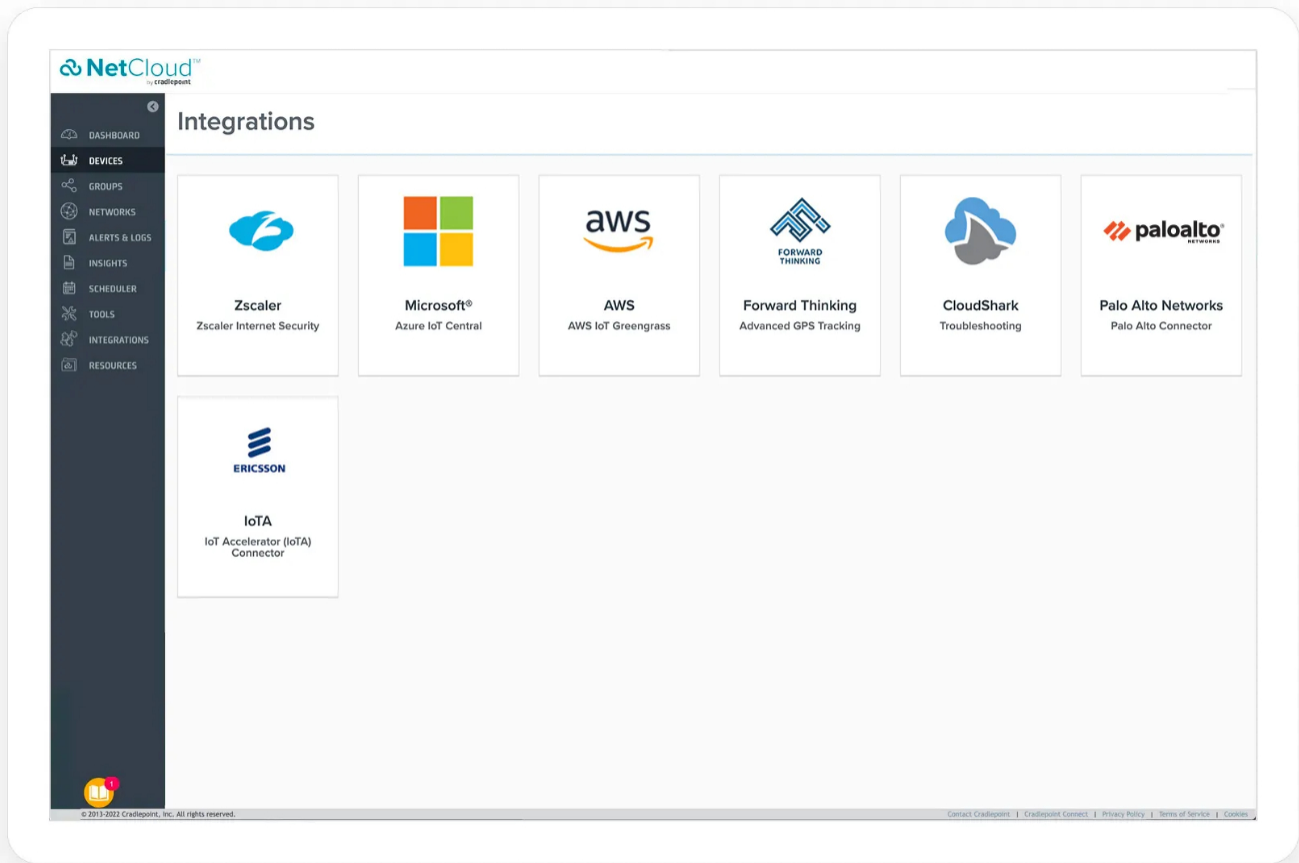 NetCloud™
by cradlepoint
DASHBOARD
DEVICES
GROUPS
NETWORKS
ALERTS & LOGS
INSIGHTS
SCHEDULER
TOOLS
INTEGRATIONS
RESOURCES
1
Integrations
Zscaler
Zscaler Internet Security
Microsoft®
Azure IoT Central
aws
AWS
AWS IoT Greengrass
FORWARD
THINKING
Forward Thinking
Advanced GPS Tracking
CloudShark
Troubleshooting
paloalto®
NETWORKS
Palo Alto Networks
Palo Alto Connector
ERICSSON
IoTA
IoT Accelerator (IoTA)
Connector
© 2013-2022 Cradlepoint, Inc. All rights reserved.
Contact Cradlepoint | Cradlepoint Connect | Privacy Policy | Terms of Service | Cookies